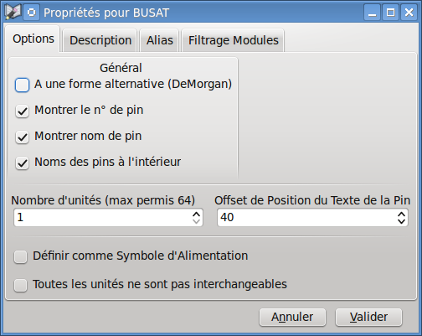 Propriétés pour BUSAT
Options Description Alias Filtrage Modules
Général
A une forme alternative (DeMorgan)
Montrer le n° de pin
Montrer nom de pin
Noms des pins à l'intérieur
Nombre d'unités (max permis 64) Offset de Position du Texte de la Pin
1 40
Définir comme Symbole d'Alimentation
Toutes les unités ne sont pas interchangeables
Annuler Valider